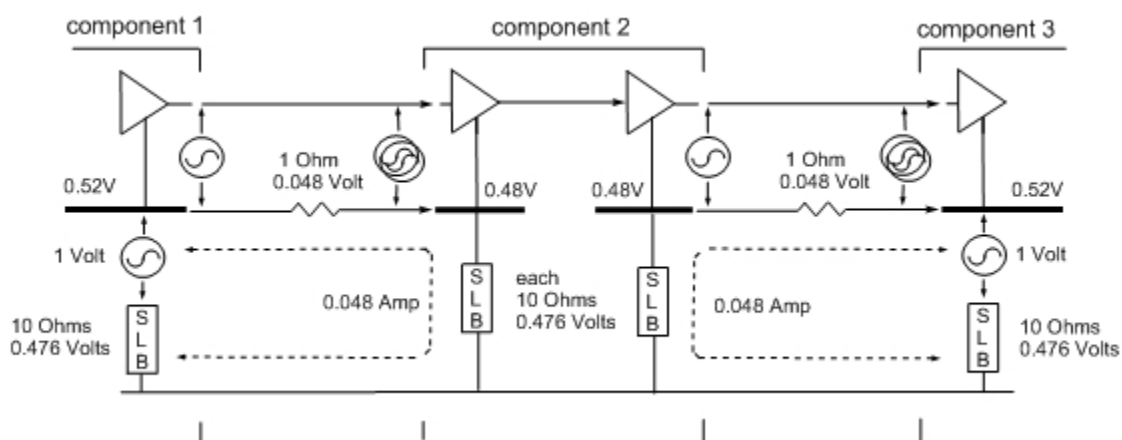 component 1
component 2
component 3
1 Ohm
0.048 Volt
1 Ohm
0.048 Volt
0.52V
0.48V
0.48V
0.52V
1 Volt
1 Volt
0.048 Amp
each
10 Ohms
0.476 Volts
0.048 Amp
10 Ohms
0.476 Volts
10 Ohms
0.476 Volts
S
L
B
S
L
B
S
L
B
S
L
B